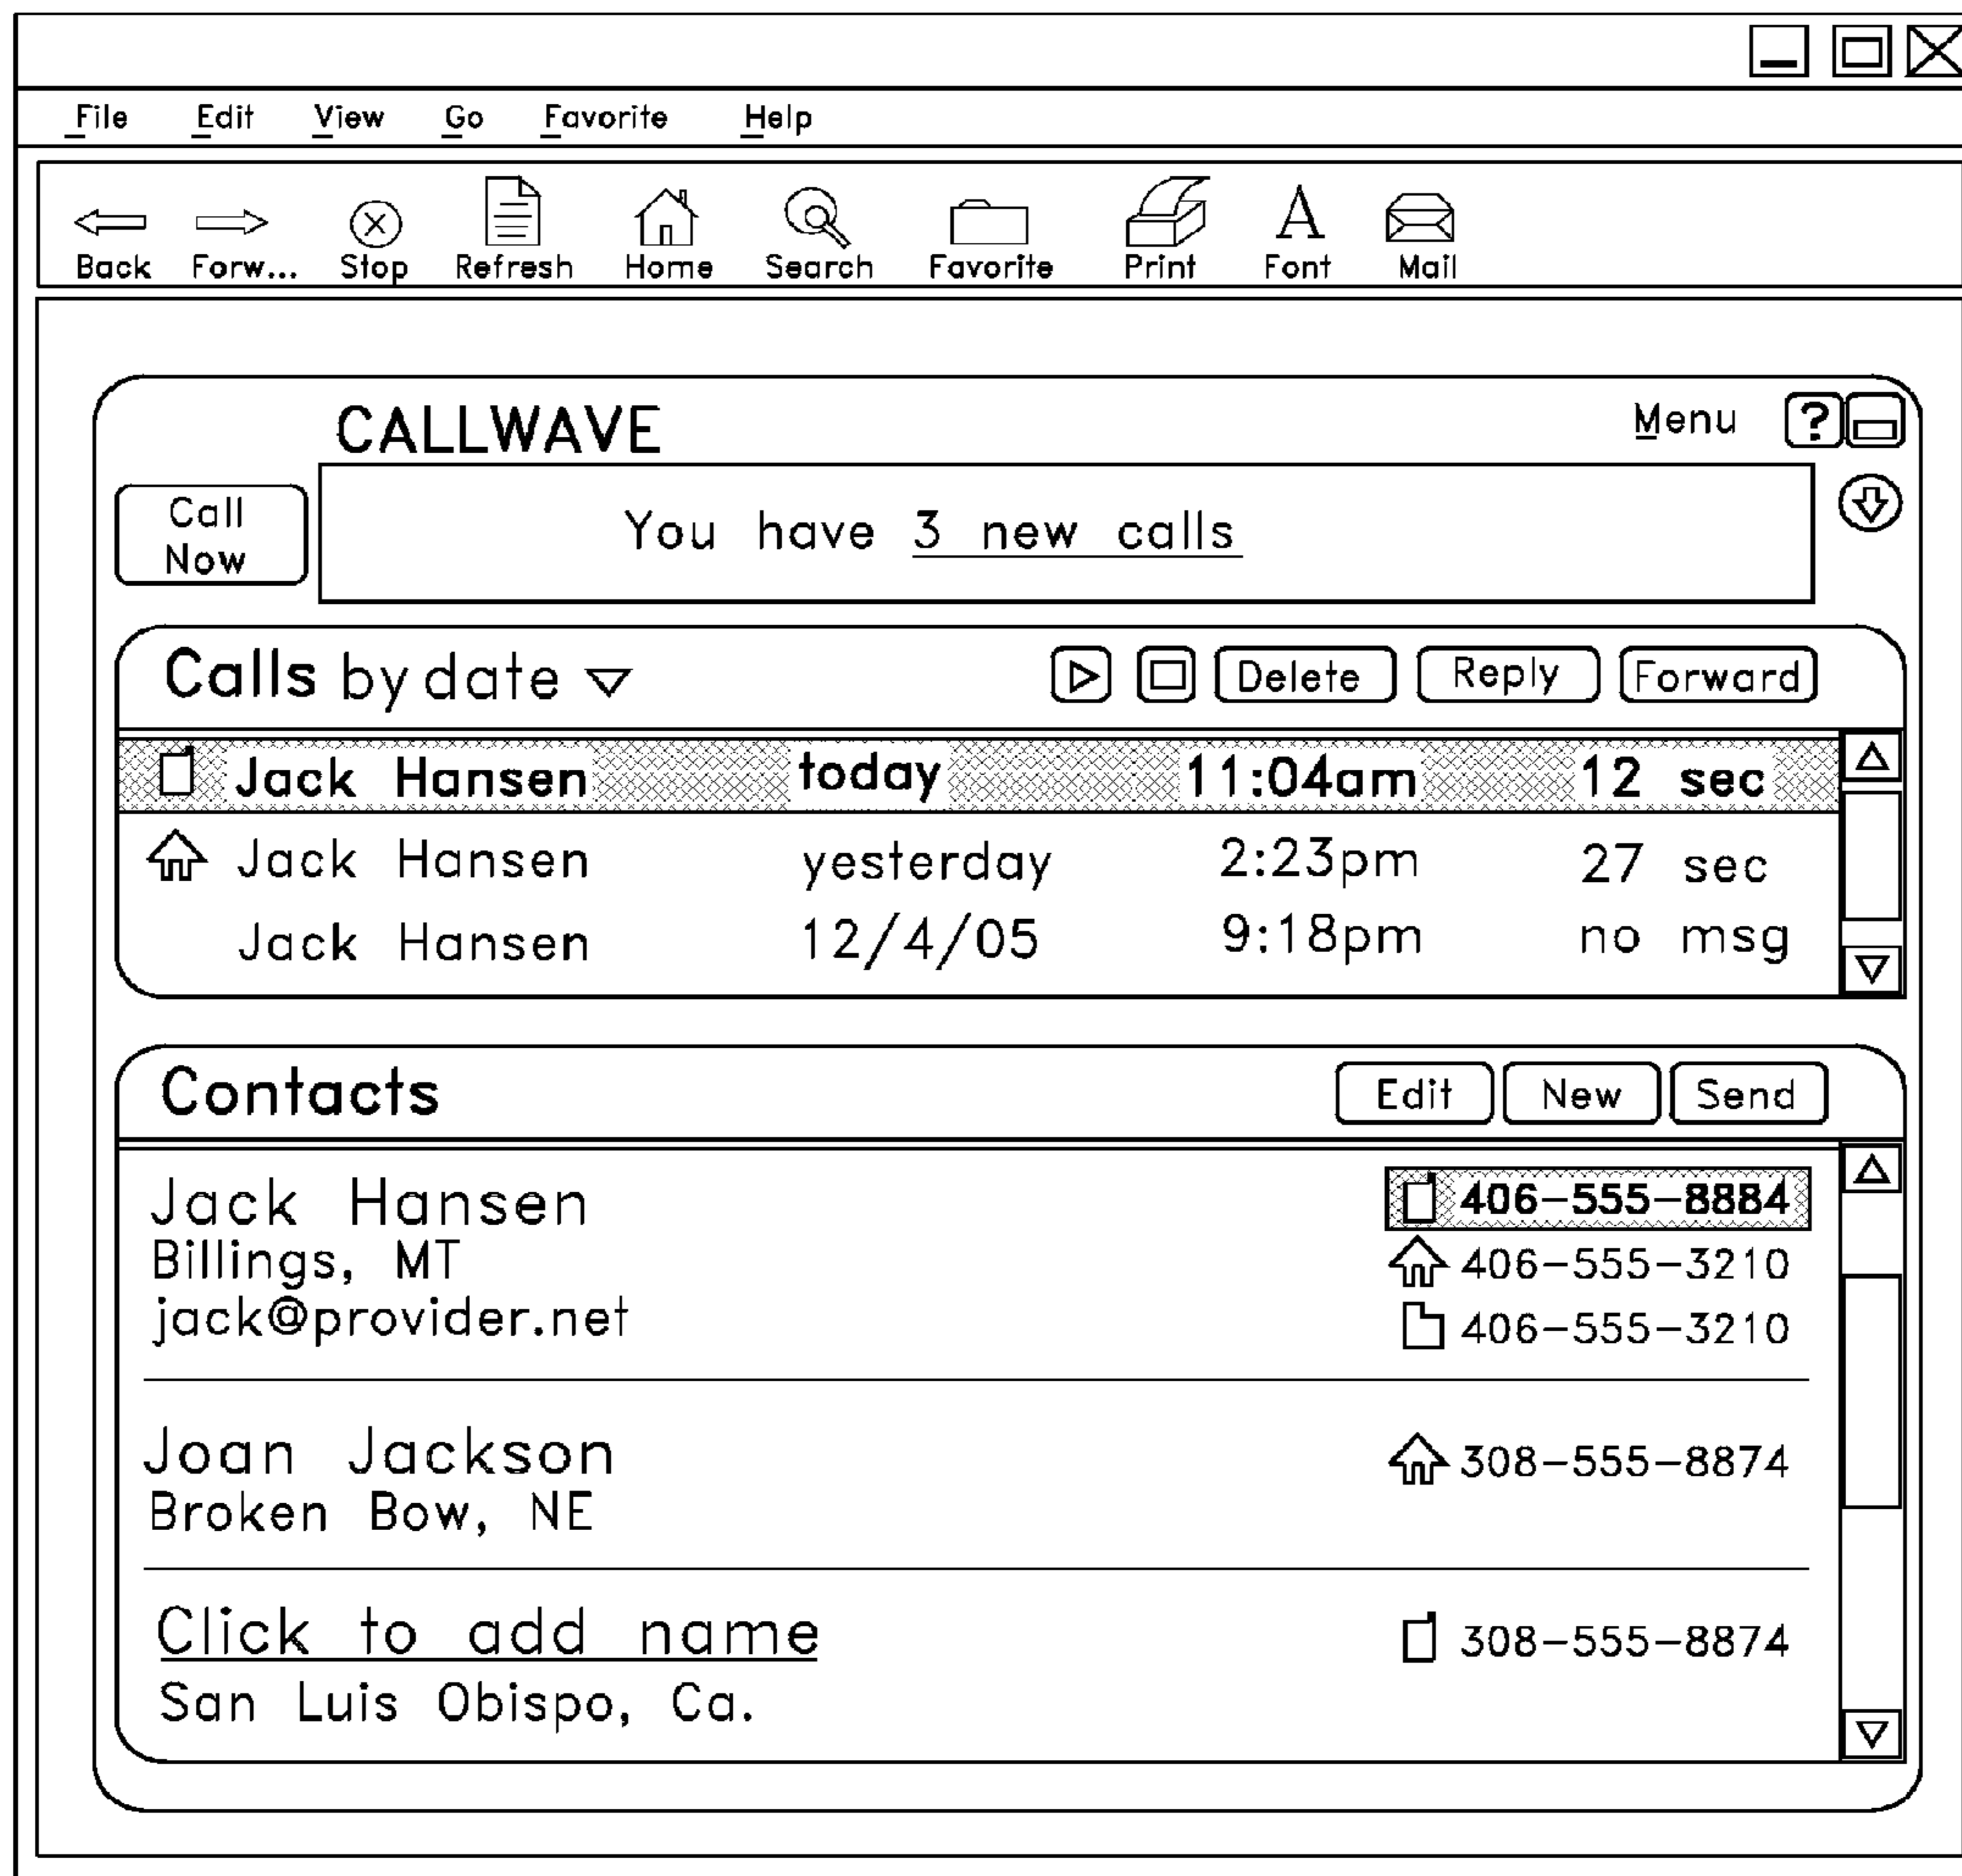 File Edit View Go Favorite Help
Back Forw... Stop Refresh Home Search Favorite Print Font Mail
CALLWAVE Menu ?
Call
Now
You have 3 new calls
Calls by date Delete Reply Forward
Jack Hansen today 11:04am 12 sec
Jack Hansen yesterday 2:23pm 27 sec
Jack Hansen 12/4/05 9:18pm no msg
Contacts Edit New Send
Jack Hansen 406-555-8884
Billings, MT 406-555-3210
jack@provider.net 406-555-3210
Joan Jackson 308-555-8874
Broken Bow, NE
Click to add name 308-555-8874
San Luis Obispo, Ca.